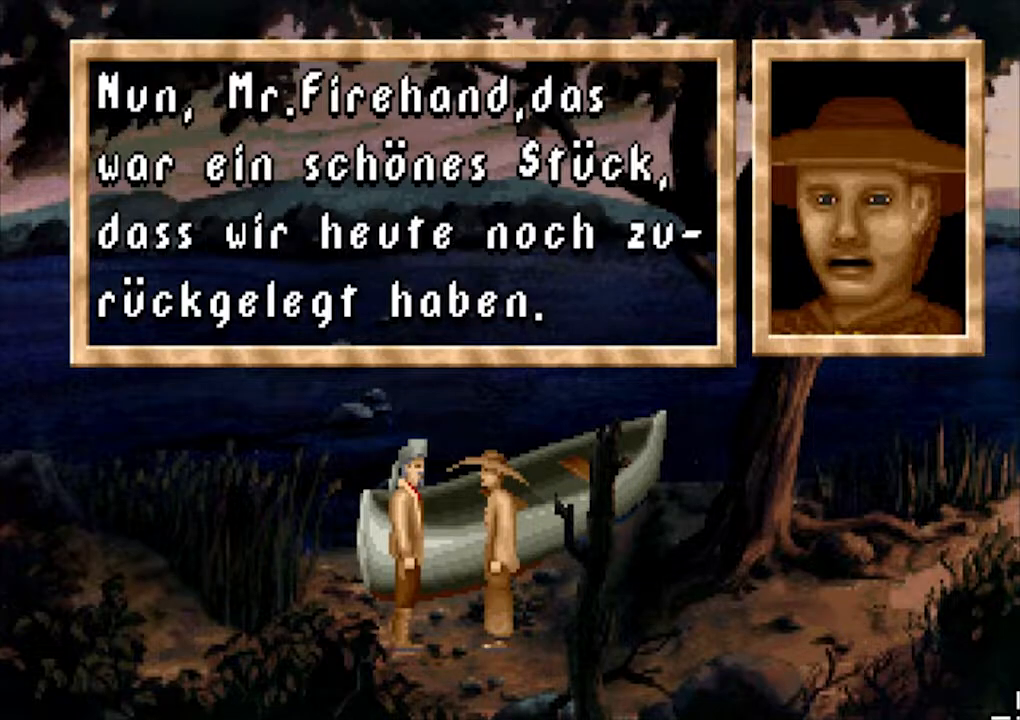 Nun, Mr.Firehand,das
war ein schönes Stück,
dass wir heute noch zu-
rückgelegt haben.